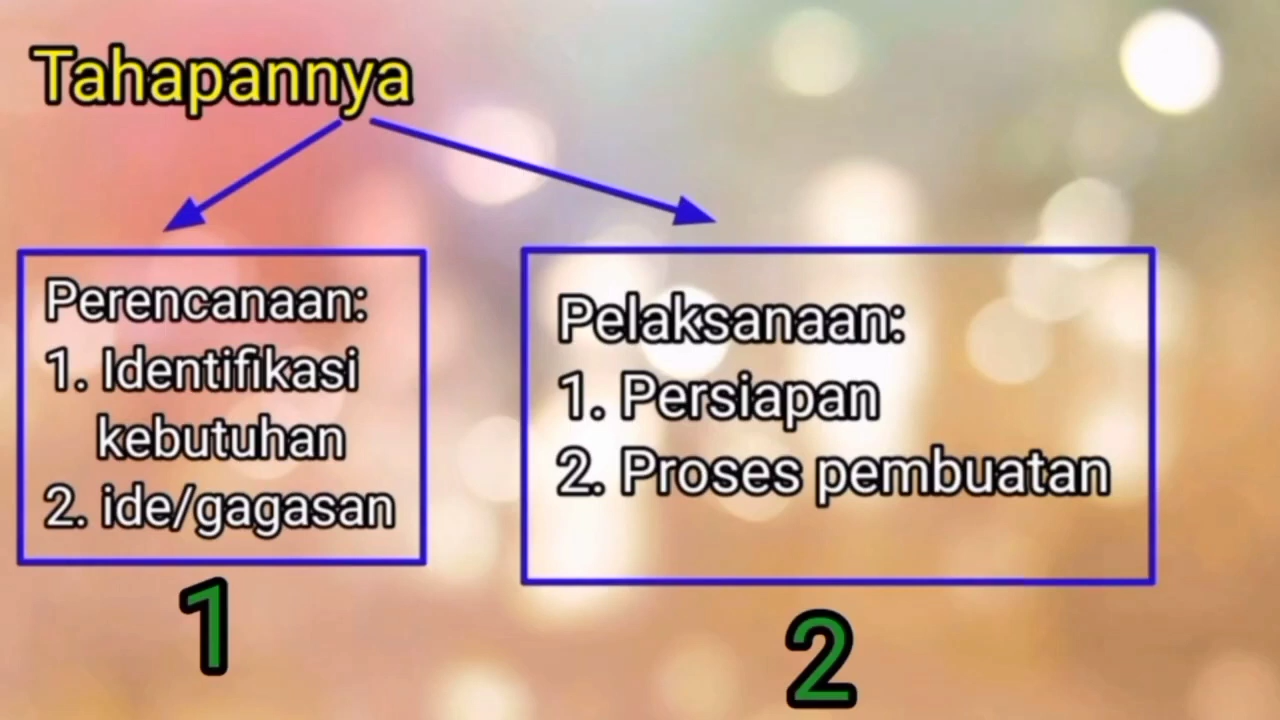 Tahapannya
Perencanaan:
1. Identifikasi
kebutuhan
2. ide/gagasan
1
Pelaksanaan:
1. Persiapan
2. Proses pembuatan
2